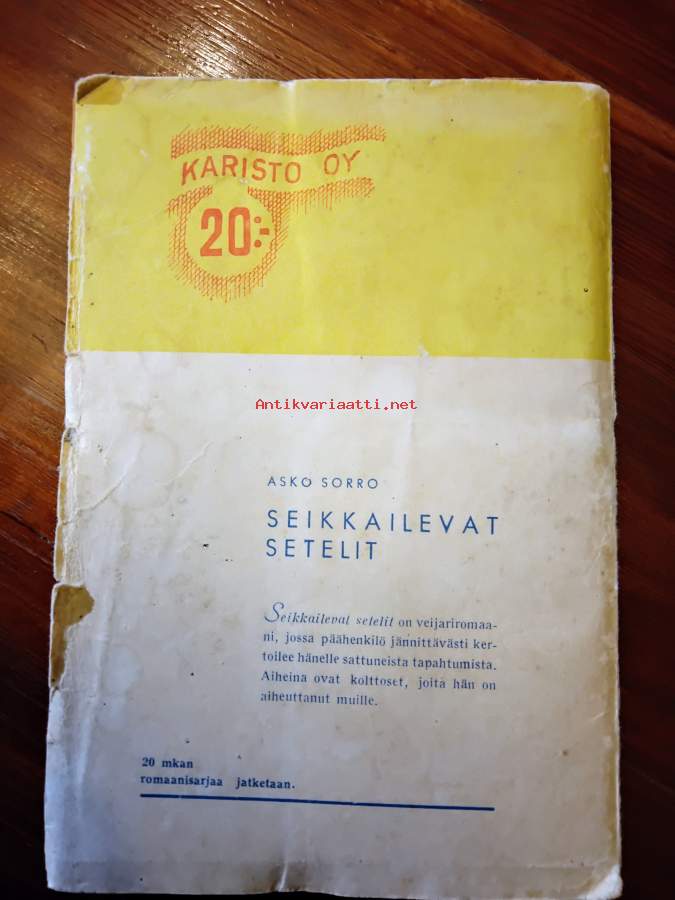 KARISTO OY
20:-
Antikvariaatti.net
ASKO SORRO
SEIKKAILEVAT
SETELIT
Seikkailevat setelit on veijariromaa-
ni, jossa päähenkilö jännittävästi ker-
toilee hänelle sattuneista tapahtumista.
Aiheina ovat kolttoset, joita hän on
aiheuttanut muille.
20 mkan
romaanisarjaa jatketaan.